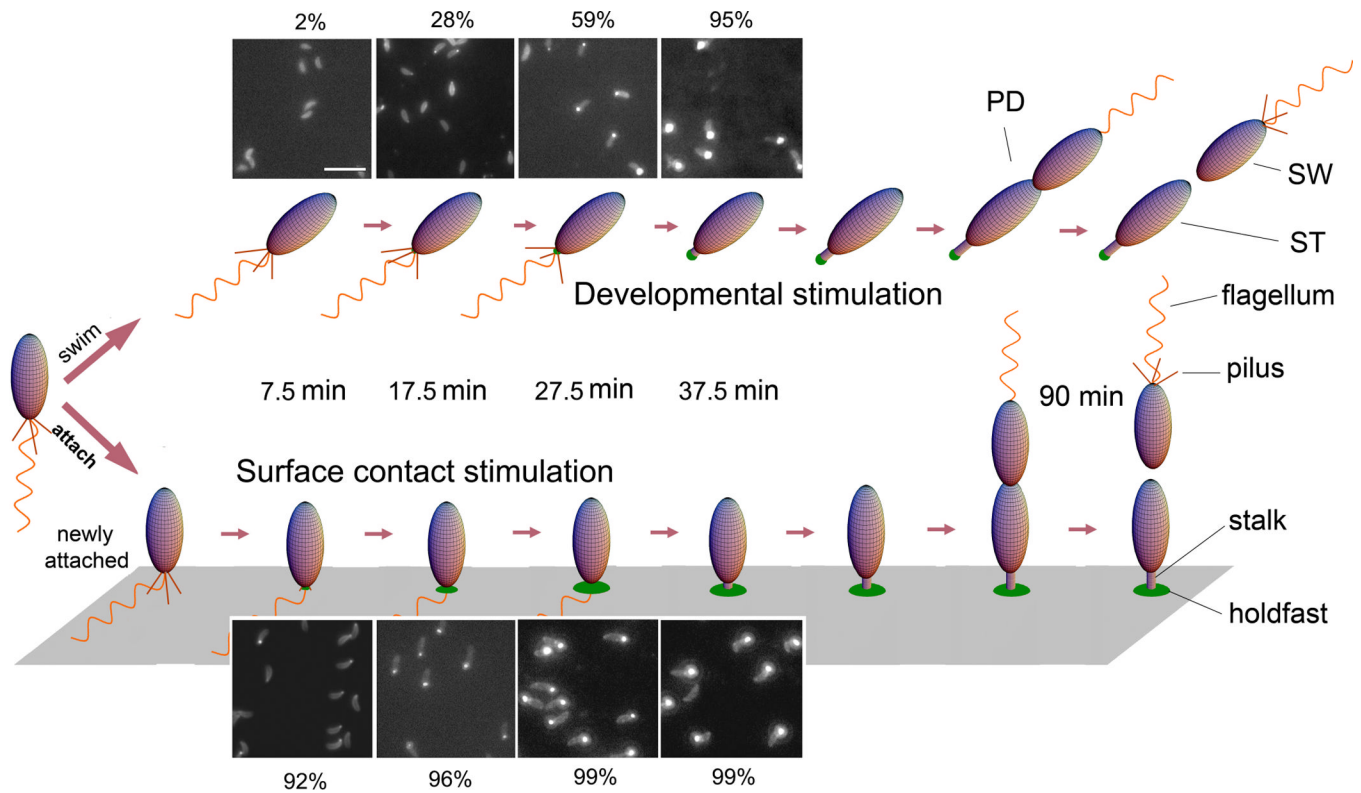 2% 28% 59% 95%
PD
SW
ST
Developmental stimulation
flagellum
swim
7.5 min 17.5 min 27.5 min 37.5 min 90 min
pilus
attach
Surface contact stimulation
newly
attached
stalk
holdfast
92% 96% 99% 99%